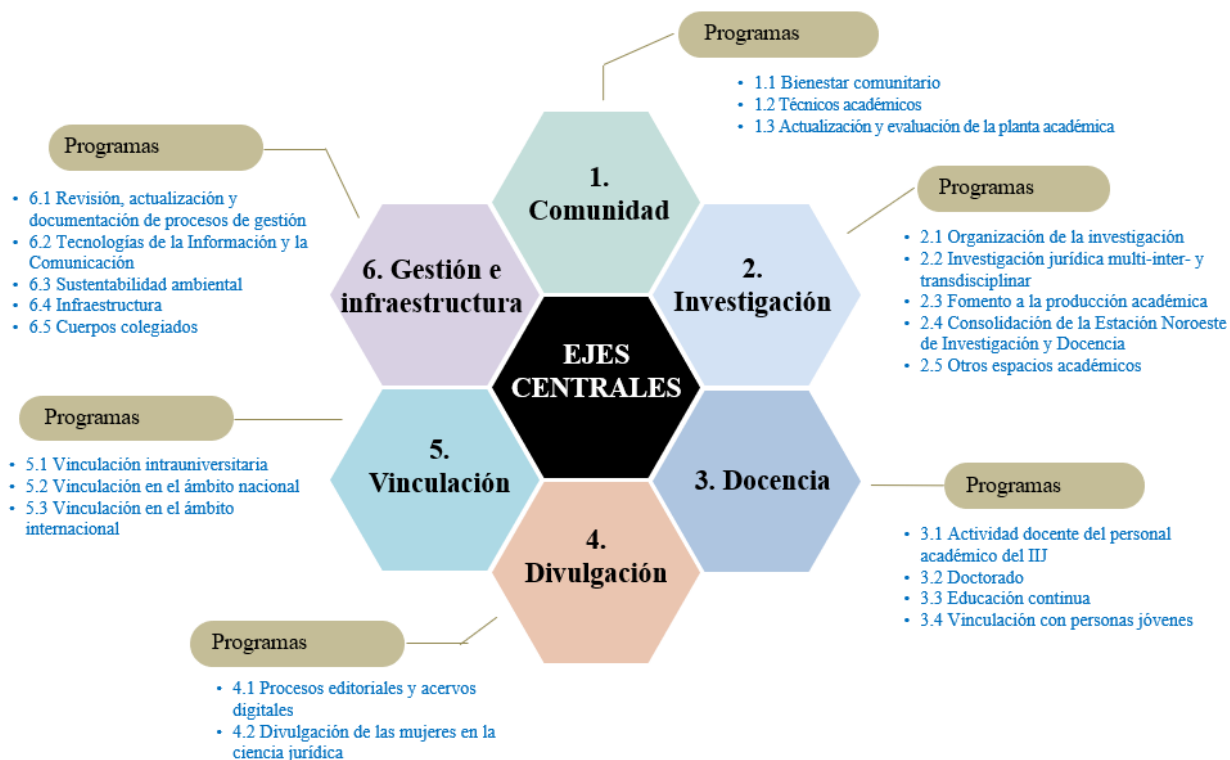 EJES
CENTRALES
1.
Comunidad
Programas
• 1.1 Bienestar comunitario
• 1.2 Técnicos académicos
• 1.3 Actualización y evaluación de la planta académica
2.
Investigación
Programas
• 2.1 Organización de la investigación
• 2.2 Investigación jurídica multi-inter- y
transdisciplinar
• 2.3 Fomento a la producción académica
• 2.4 Consolidación de la Estación Noroeste
de Investigación y Docencia
• 2.5 Otros espacios académicos
3. Docencia
Programas
• 3.1 Actividad docente del personal
académico del IIJ
• 3.2 Doctorado
• 3.3 Educación continua
• 3.4 Vinculación con personas jóvenes
4.
Divulgación
Programas
• 4.1 Procesos editoriales y acervos
digitales
• 4.2 Divulgación de las mujeres en la
ciencia jurídica
5.
Vinculación
Programas
• 5.1 Vinculación intrauniversitaria
• 5.2 Vinculación en el ámbito nacional
• 5.3 Vinculación en el ámbito
internacional
6. Gestión e
infraestructura
Programas
• 6.1 Revisión, actualización y
documentación de procesos de gestión
• 6.2 Tecnologías de la Información y la
Comunicación
• 6.3 Sustentabilidad ambiental
• 6.4 Infraestructura
• 6.5 Cuerpos colegiados